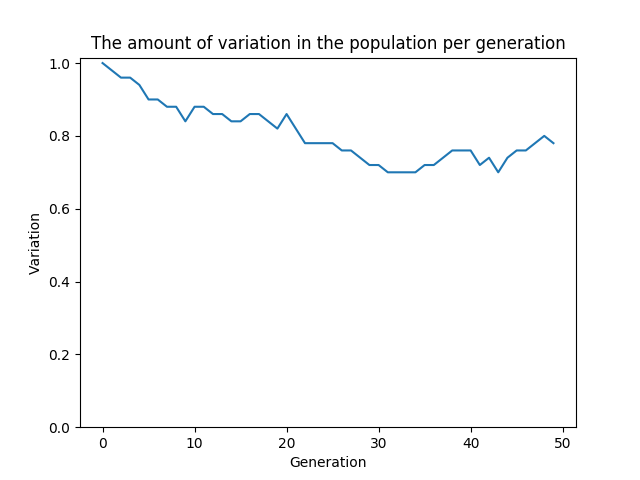 The amount of variation in the population per generation
1.0
0.8
0.6
0.4
0.2
0.0
Variation
0 10 20 30 40 50
Generation